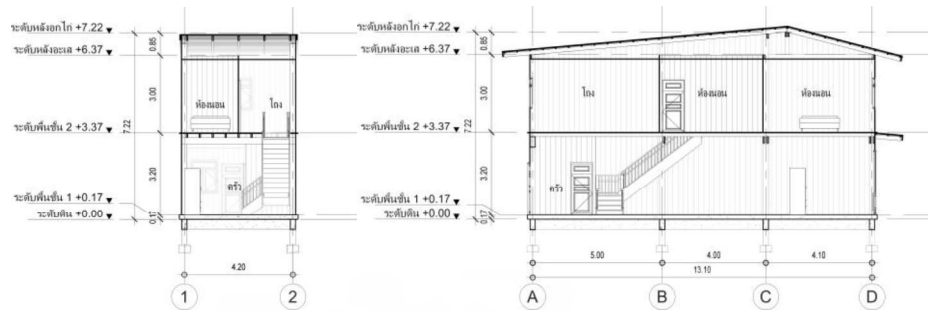 ระดับหลังอกไก่ +7.22
ระดับหลังอะเส +6.37
ระดับพื้นชั้น 2 +3.37
ระดับพื้นชั้น 1 +0.17
ระดับดิน +0.00
0.85
3.00
7.22
3.20
0.17
ห้องนอน
โถง
ครัว
4.20
1
2
ระดับหลังอกไก่ +7.22
ระดับหลังอะเส +6.37
ระดับพื้นชั้น 2 +3.37
ระดับพื้นชั้น 1 +0.17
ระดับดิน +0.00
0.85
3.00
7.22
3.20
0.17
โถง
ห้องนอน
ห้องนอน
ครัว
5.00
4.00
4.10
13.10
A
B
C
D